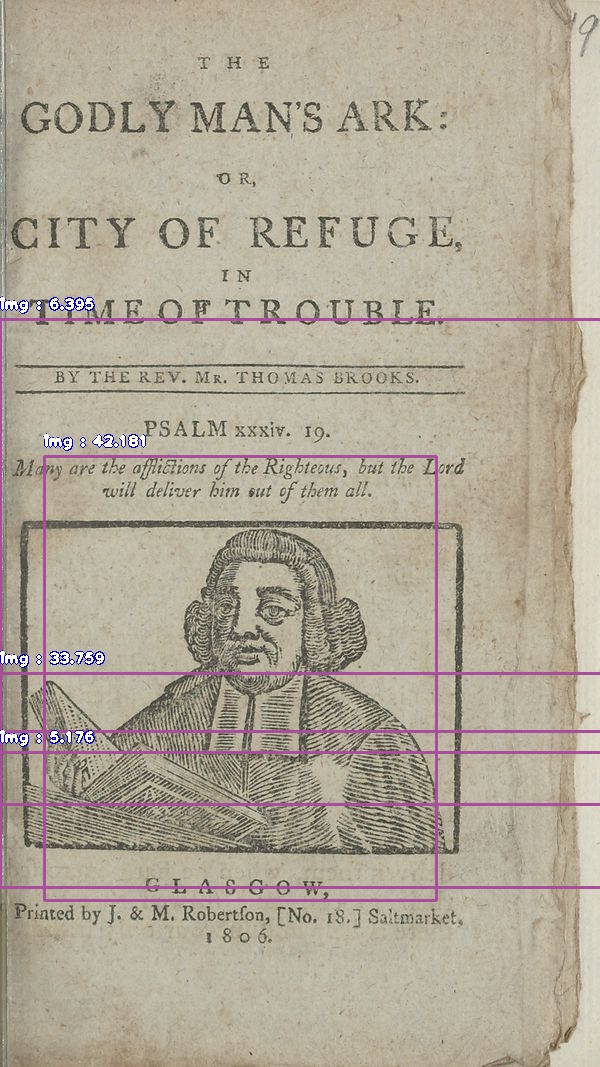 '9
THE
GODLY MAN'S ARK:
OR,
CITY OF REFUGE,
IN
TIME OF TROUBLE.
BY THE REV. MR. THOMAS BROOKS.
PSALM xxxiv. 19.
Many are the afflictions of the Righteous, but the Lord
will deliver him out of them all.
GLASGOW,
Printed by J. & M. Robertſon, [No. 18.] Saltmarket,
1806.
Img : 6.395
Img : 42.181
Img : 33.759
Img : 5.176